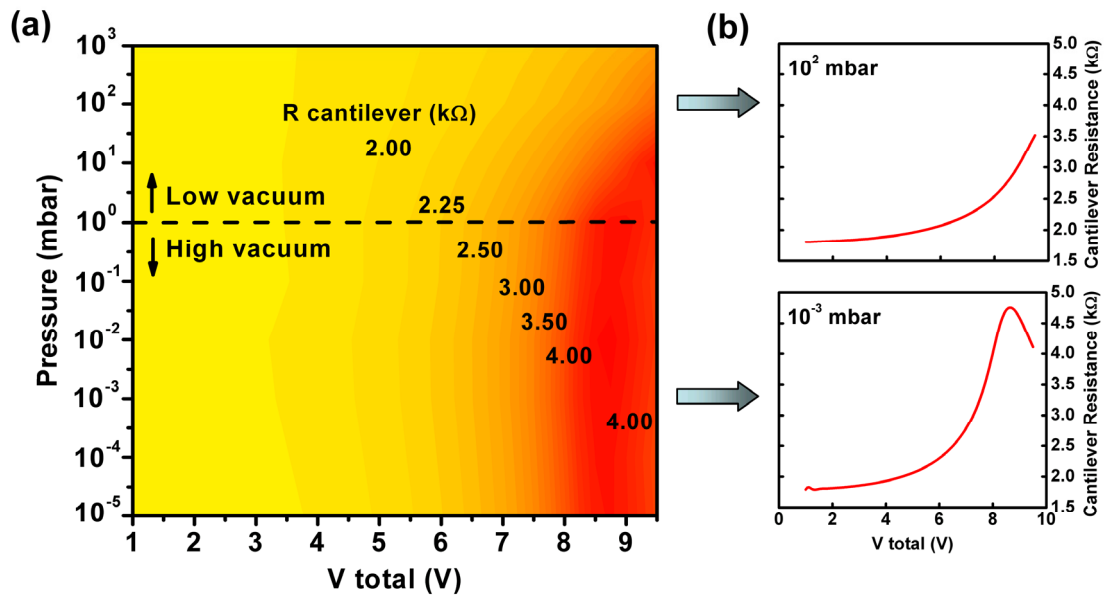 (a)
10³
10²
10¹
10⁰
10⁻¹
10⁻²
10⁻³
10⁻⁴
10⁻⁵
Pressure (mbar)
R cantilever (kΩ)
2.00
Low vacuum
2.25
High vacuum
2.50
3.00
3.50
4.00
4.00
1 2 3 4 5 6 7 8 9
V total (V)
(b)
10² mbar
5.0
4.5
4.0
3.5
3.0
2.5
2.0
1.5
Cantilever Resistance (kΩ)
10⁻³ mbar
5.0
4.5
4.0
3.5
3.0
2.5
2.0
1.5
Cantilever Resistance (kΩ)
0 2 4 6 8 10
V total (V)